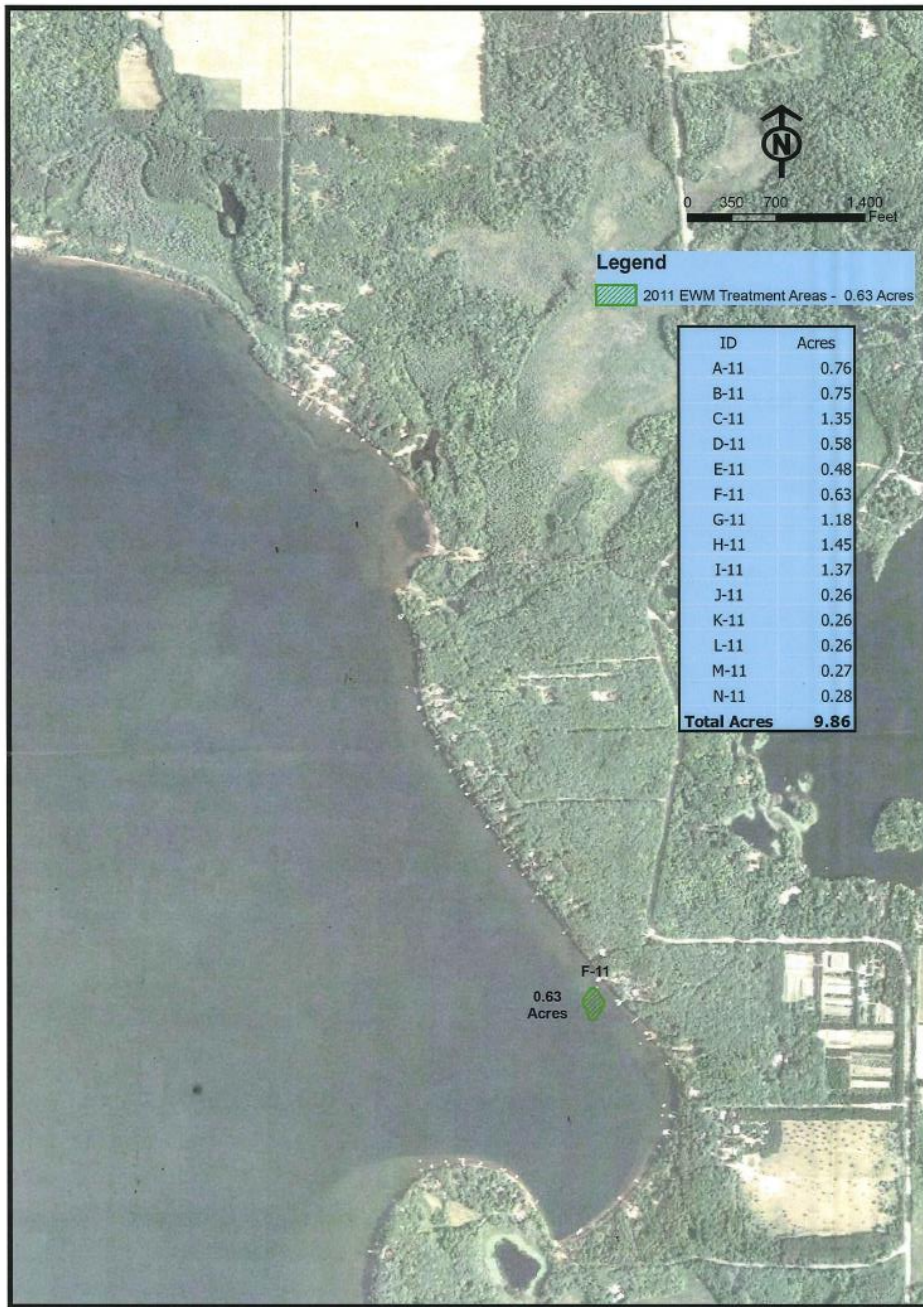 N
0 350 700 1,400
Feet
Legend
2011 EWM Treatment Areas - 0.63 Acres
ID Acres
A-11 0.76
B-11 0.75
C-11 1.35
D-11 0.58
E-11 0.48
F-11 0.63
G-11 1.18
H-11 1.45
I-11 1.37
J-11 0.26
K-11 0.26
L-11 0.26
M-11 0.27
N-11 0.28
Total Acres 9.86
F-11
0.63
Acres